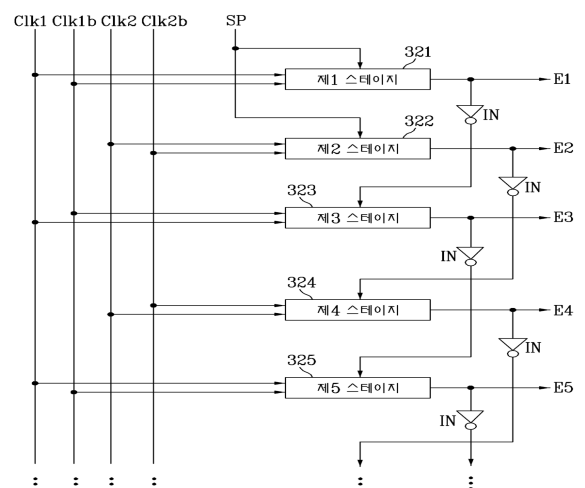 Clk1 Clk1b Clk2 Clk2b SP
321
제1 스테이지
E1
IN
322
제2 스테이지
E2
IN
323
제3 스테이지
E3
IN
324
제4 스테이지
E4
IN
325
제5 스테이지
E5
IN